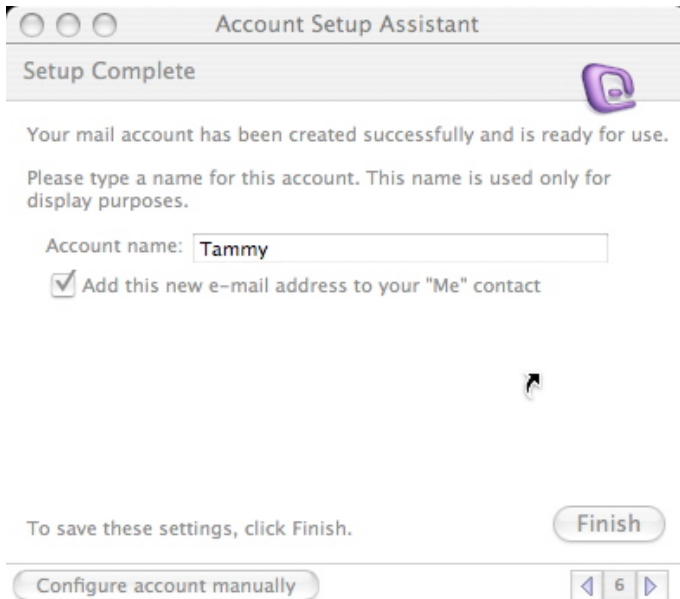 Account Setup Assistant
Setup Complete
Your mail account has been created successfully and is ready for use.
Please type a name for this account. This name is used only for
display purposes.
Account name: Tammy
Add this new e-mail address to your "Me" contact
To save these settings, click Finish.
Finish
Configure account manually
6